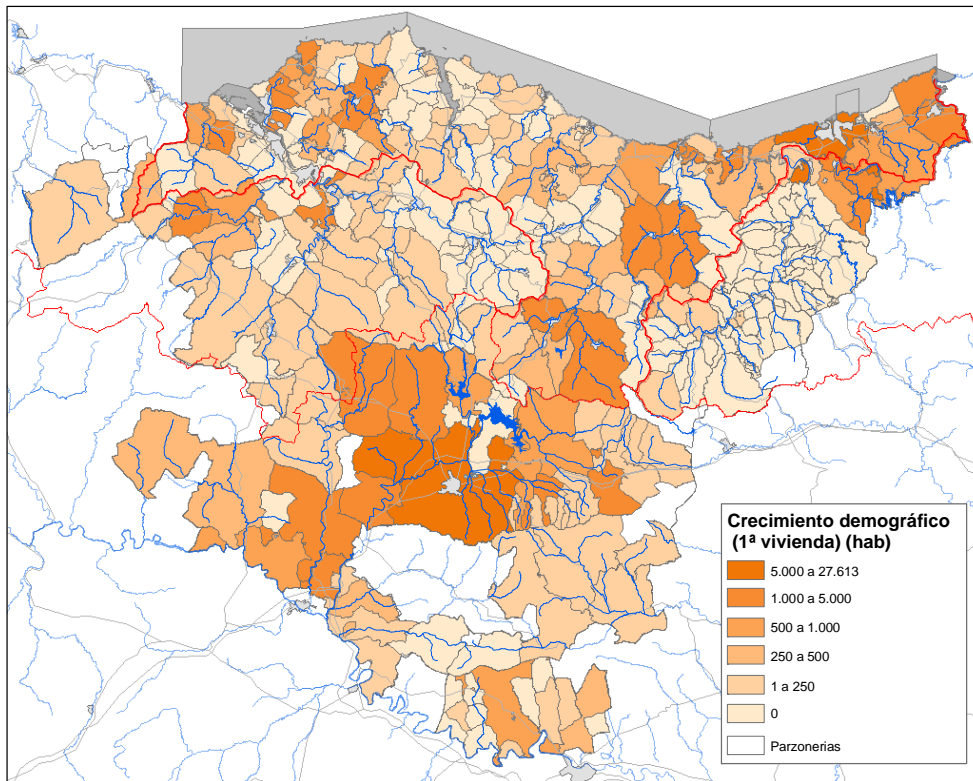 Crecimiento demográfico
(1ª vivienda) (hab)
5.000 a 27.613
1.000 a 5.000
500 a 1.000
250 a 500
1 a 250
0
Parzonerias